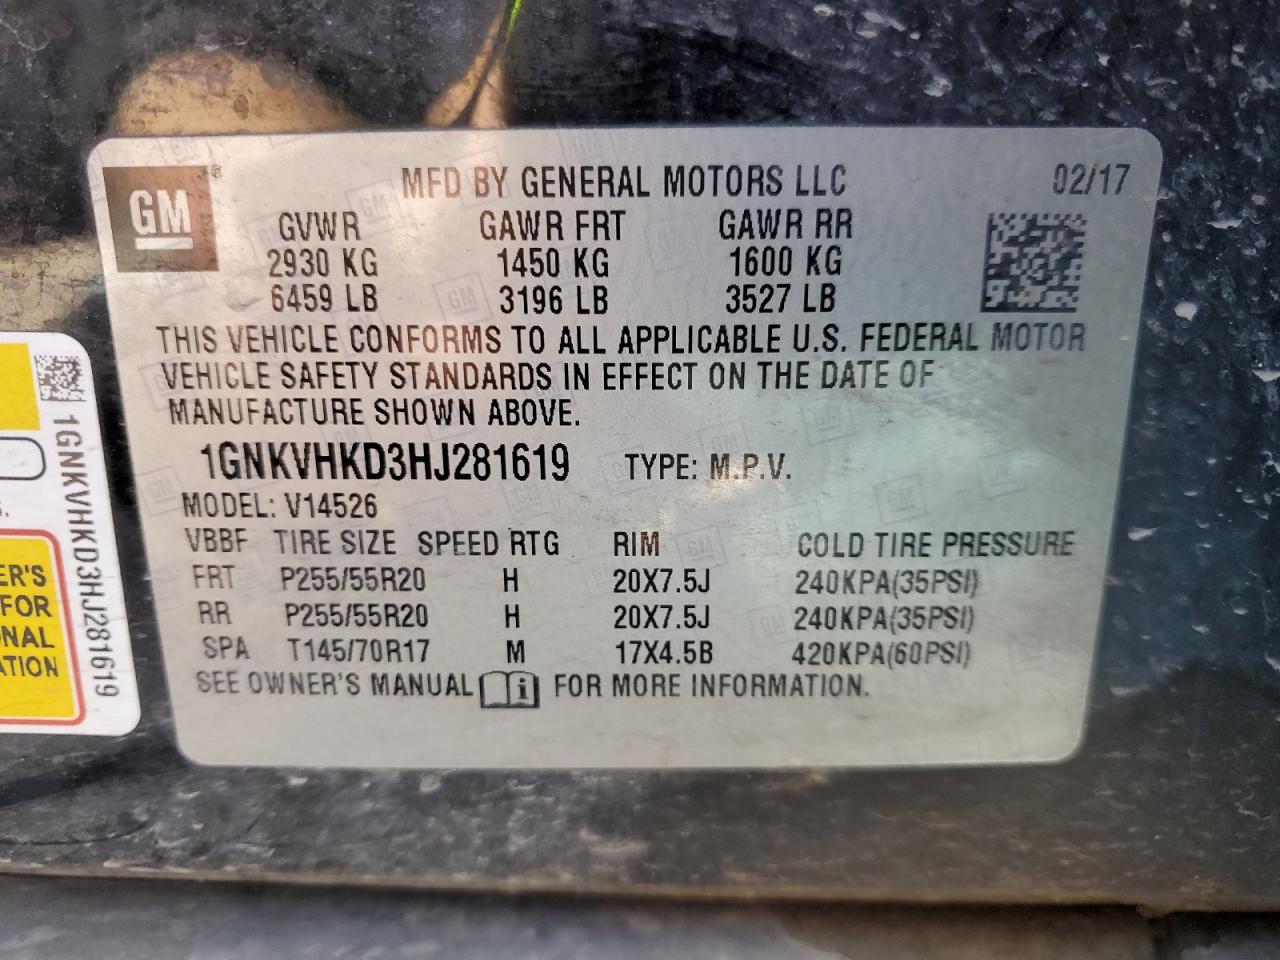 GM
MFD BY GENERAL MOTORS LLC 02/17
GVWR GAWR FRT GAWR RR
2930 KG 1450 KG 1600 KG
6459 LB 3196 LB 3527 LB
THIS VEHICLE CONFORMS TO ALL APPLICABLE U.S. FEDERAL MOTOR
VEHICLE SAFETY STANDARDS IN EFFECT ON THE DATE OF
MANUFACTURE SHOWN ABOVE.
1GNKVHKD3HJ281619 TYPE: M.P.V.
MODEL: V14526
VBBF TIRE SIZE SPEED RTG RIM COLD TIRE PRESSURE
FRT P255/55R20 H 20X7.5J 240KPA(35PSI)
RR P255/55R20 H 20X7.5J 240KPA(35PSI)
SPA T145/70R17 M 17X4.5B 420KPA(60PSI)
SEE OWNER'S MANUAL i FOR MORE INFORMATION.
1GNKVHKD3HJ281619
ER'S
FOR
ONAL
ATION